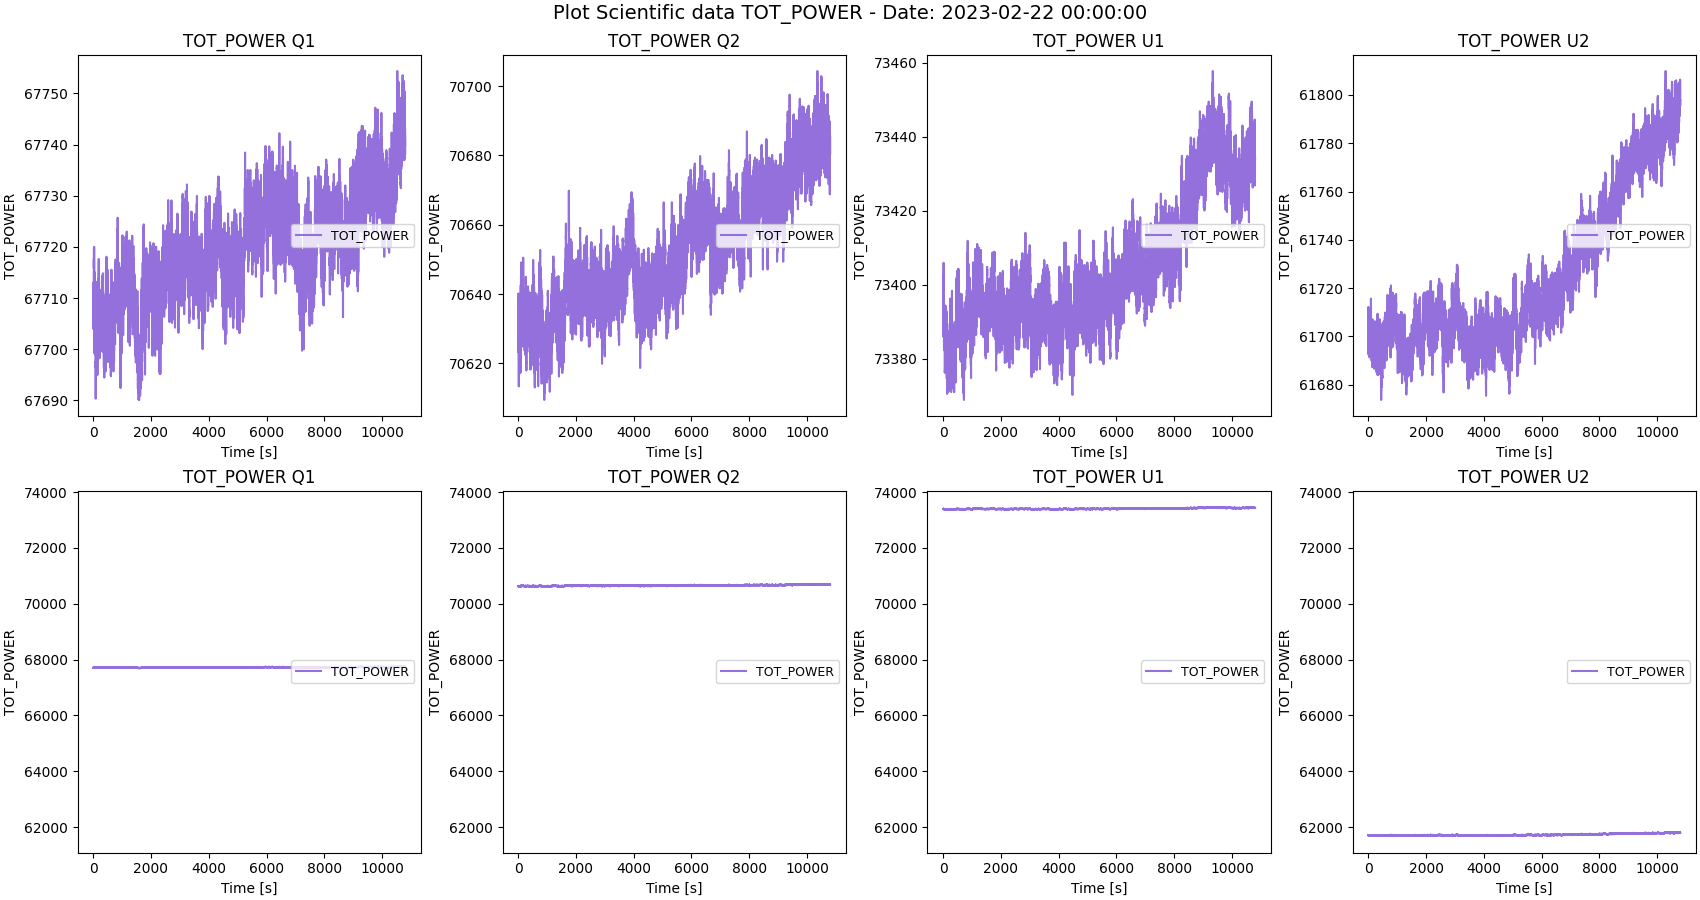 Plot Scientific data TOT_POWER - Date: 2023-02-22 00:00:00
TOT_POWER Q1
TOT_POWER
67750
67740
67730
67720
67710
67700
67690
TOT_POWER
0 2000 4000 6000 8000 10000
Time [s]
TOT_POWER Q2
TOT_POWER
70700
70680
70660
70640
70620
TOT_POWER
0 2000 4000 6000 8000 10000
Time [s]
TOT_POWER U1
TOT_POWER
73460
73440
73420
73400
73380
TOT_POWER
0 2000 4000 6000 8000 10000
Time [s]
TOT_POWER U2
TOT_POWER
61800
61780
61760
61740
61720
61700
61680
TOT_POWER
0 2000 4000 6000 8000 10000
Time [s]
TOT_POWER Q1
TOT_POWER
74000
72000
70000
68000
66000
64000
62000
TOT_POWER
0 2000 4000 6000 8000 10000
Time [s]
TOT_POWER Q2
TOT_POWER
74000
72000
70000
68000
66000
64000
62000
TOT_POWER
0 2000 4000 6000 8000 10000
Time [s]
TOT_POWER U1
TOT_POWER
74000
72000
70000
68000
66000
64000
62000
TOT_POWER
0 2000 4000 6000 8000 10000
Time [s]
TOT_POWER U2
TOT_POWER
74000
72000
70000
68000
66000
64000
62000
TOT_POWER
0 2000 4000 6000 8000 10000
Time [s]